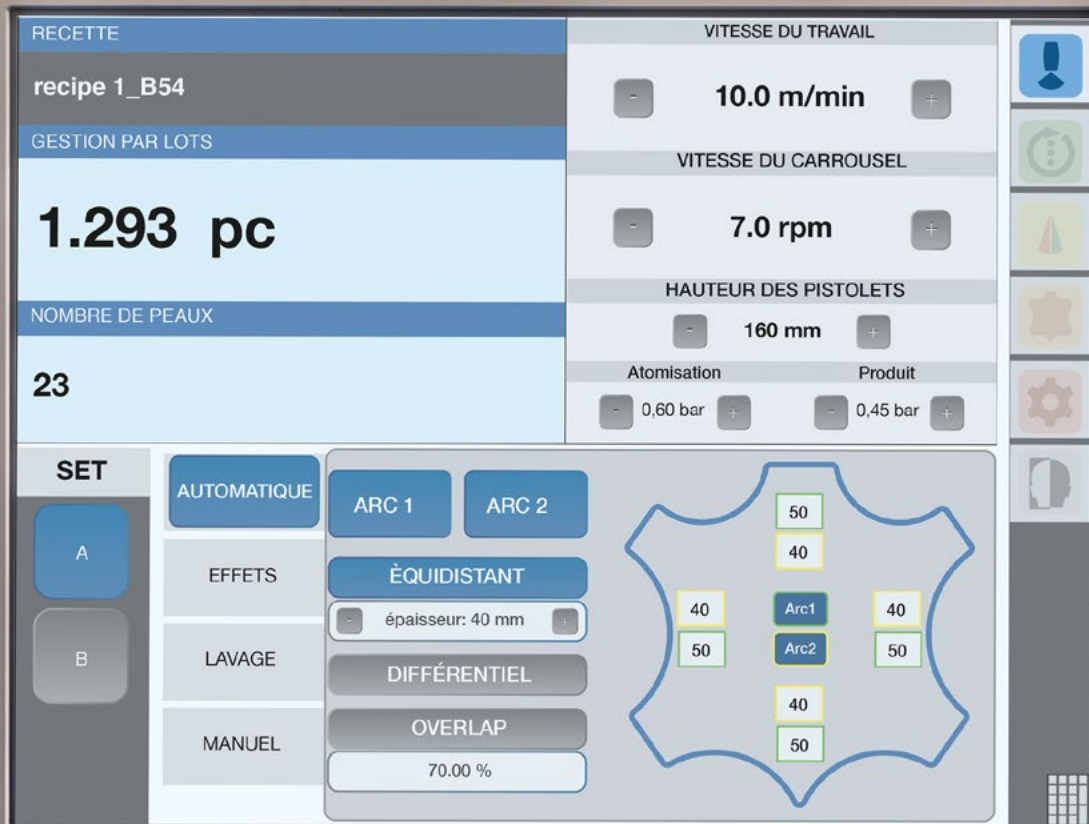 RECETTE
recipe 1_B54
GESTION PAR LOTS
1.293 pc
NOMBRE DE PEAUX
23
VITESSE DU TRAVAIL
- 10.0 m/min +
VITESSE DU CARROUSEL
- 7.0 rpm +
HAUTEUR DES PISTOLETS
- 160 mm +
Atomisation Produit
- 0,60 bar + - 0,45 bar +
SET
A
B
AUTOMATIQUE
EFFETS
LAVAGE
MANUEL
ARC 1 ARC 2
ÈQUIDISTANT
- épaisseur: 40 mm +
DIFFÉRENTIEL
OVERLAP
70.00 %
50
40
40 Arc1 40
50 Arc2 50
40
50